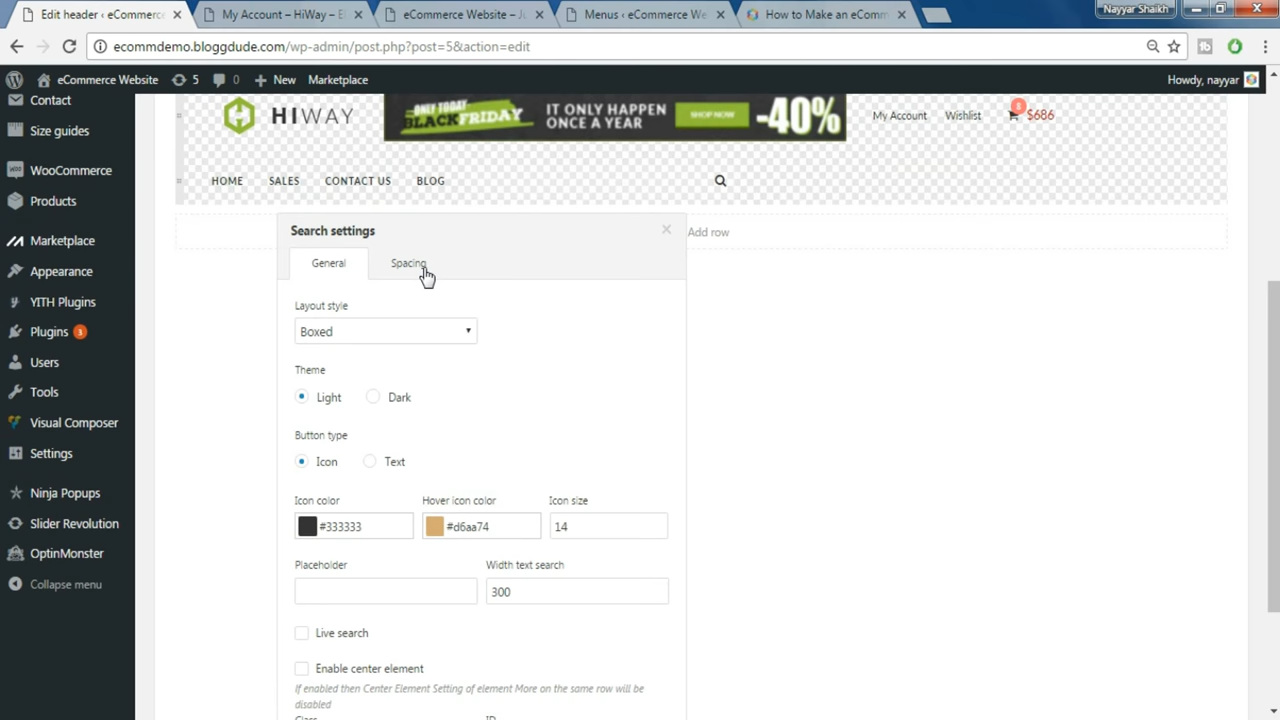 Edit header ‹ eCommerce
My Account – HiWay – E
eCommerce Website – Ju
Menus ‹ eCommerce We
How to Make an eComm
Nayyar Shaikh
ecommdemo.bloggdude.com/wp-admin/post.php?post=5&action=edit
eCommerce Website
5
0
New
Marketplace
Howdy, nayyar
Contact
Size guides
WooCommerce
Products
Marketplace
Appearance
YITH Plugins
Plugins 3
Users
Tools
Visual Composer
Settings
Ninja Popups
Slider Revolution
OptinMonster
Collapse menu
HIWAY
ONLY TODAY
BLACKFRIDAY
IT ONLY HAPPEN
ONCE A YEAR
SHOP NOW
-40%
My Account
Wishlist
8
$686
HOME
SALES
CONTACT US
BLOG
Add row
Search settings
General
Spacing
Layout style
Boxed
Theme
Light
Dark
Button type
Icon
Text
Icon color
Hover icon color
Icon size
#333333
#d6aa74
14
Placeholder
Width text search
300
Live search
Enable center element
If enabled then Center Element Setting of element More on the same row will be
disabled
Class
ID